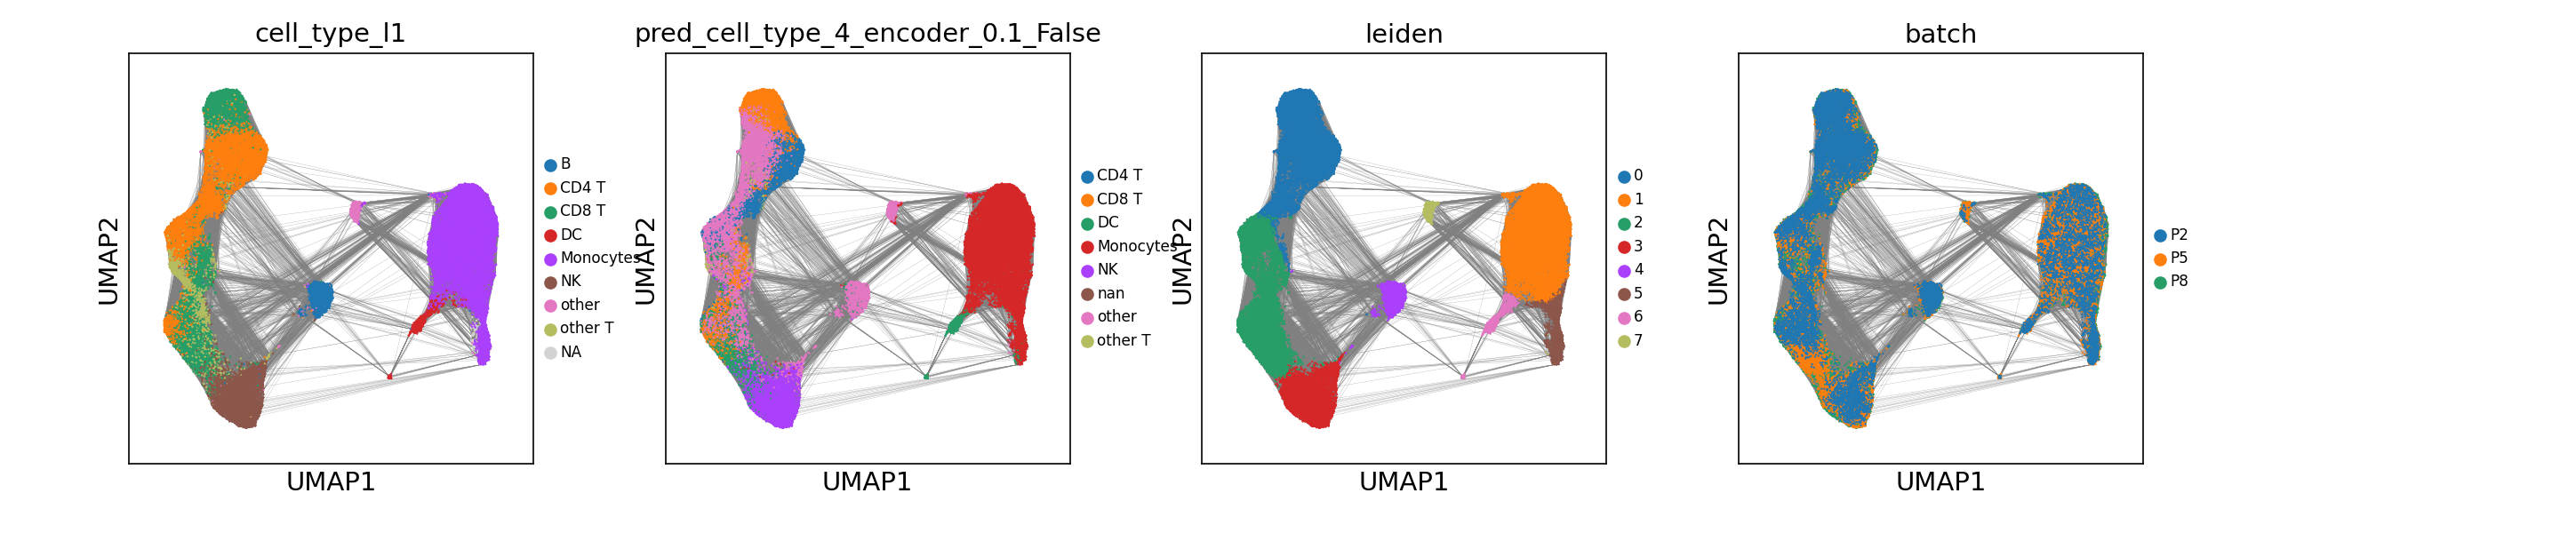 cell_type_l1
UMAP2
UMAP1
B
CD4 T
CD8 T
DC
Monocytes
NK
other
other T
NA
pred_cell_type_4_encoder_0.1_False
UMAP2
UMAP1
CD4 T
CD8 T
DC
Monocytes
NK
nan
other
other T
leiden
UMAP2
UMAP1
0
1
2
3
4
5
6
7
batch
UMAP2
UMAP1
P2
P5
P8